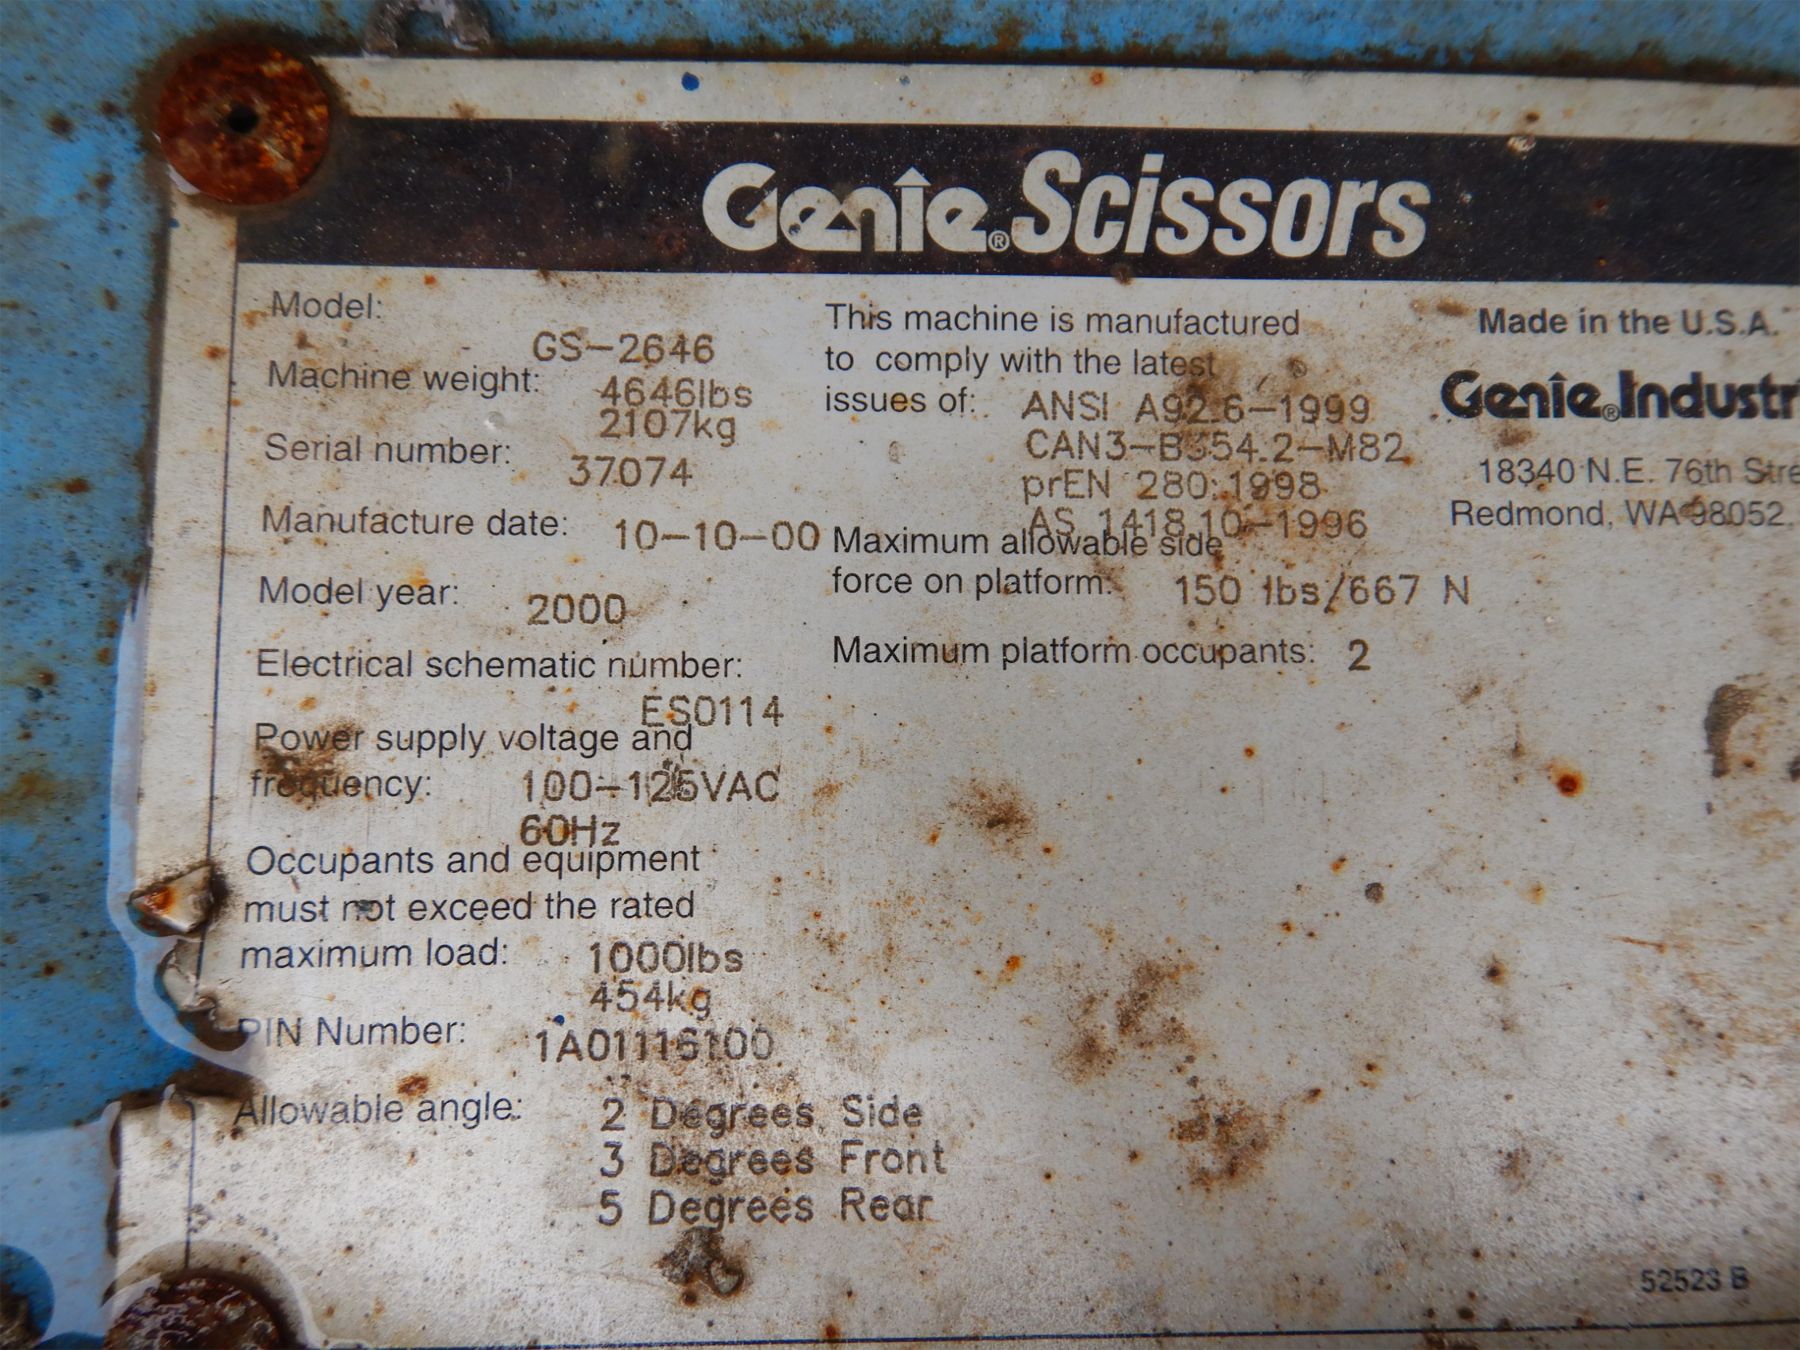 Genie® Scissors
Model:
GS-2646
Machine weight:
4646lbs
2107kg
Serial number:
37074
Manufacture date:
10-10-00
Model year:
2000
Electrical schematic number:
ES0114
Power supply voltage and
frequency:
100-125VAC
60Hz
Occupants and equipment
must not exceed the rated
maximum load:
1000lbs
454kg
PIN Number:
1A01116100
Allowable angle:
2 Degrees Side
3 Degrees Front
5 Degrees Rear
This machine is manufactured
to comply with the latest
issues of:
ANSI A92.6-1999
CAN3-B354.2-M82
prEN 280:1998
AS 1418.10-1996
Maximum allowable side
force on platform:
150 lbs/667 N
Maximum platform occupants: 2
Made in the U.S.A.
Genie® Industr
18340 N.E. 76th Stre
Redmond, WA 98052
52523 B